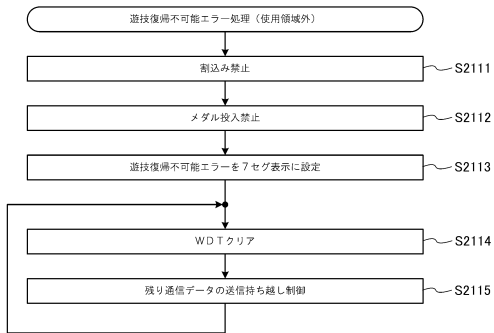 遊技復帰不可能エラー処理（使用領域外）
割込み禁止
S2111
メダル投入禁止
S2112
遊技復帰不可能エラーを７セグ表示に設定
S2113
ＷＤＴクリア
S2114
残り通信データの送信持ち越し制御
S2115